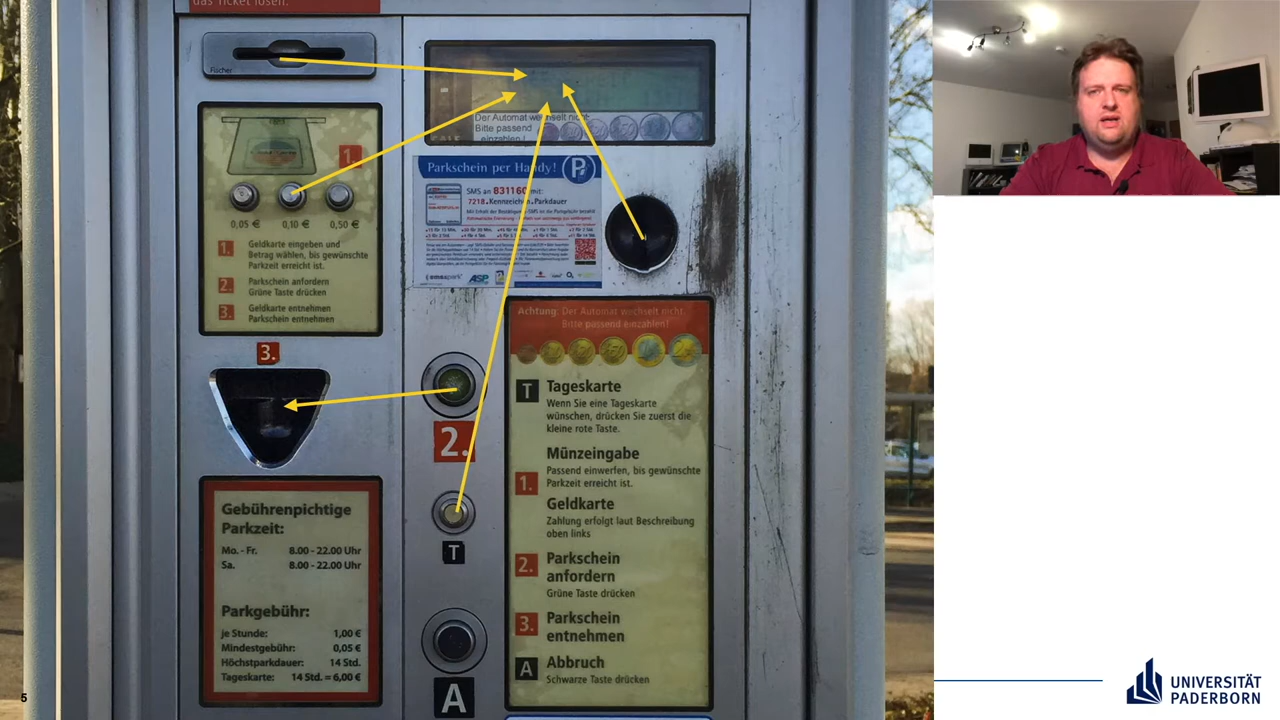 das Ticket lösen.
Fischer
1.
0,05 € 0,10 € 0,50 €
1. Geldkarte eingeben und
Betrag wählen, bis gewünschte
Parkzeit erreicht ist.
2. Parkschein anfordern
Grüne Taste drücken
3. Geldkarte entnehmen
Parkschein entnehmen
3.
Gebührenpichtige
Parkzeit:
Mo. - Fr. 8.00 - 22.00 Uhr
Sa. 8.00 - 22.00 Uhr
Parkgebühr:
je Stunde: 1,00 €
Mindestgebühr: 0,05 €
Höchstparkdauer: 14 Std.
Tageskarte: 14 Std. = 6,00 €
Der Automat wechselt nicht
Bitte passend
einzahlen!
Parkschein per Handy! P
SMS an 83116 mit:
7218.Kennzeichen.Parkdauer
ASP
O2
2.
T
A
Achtung: Der Automat wechselt nicht.
Bitte passend einzahlen!
T Tageskarte
Wenn Sie eine Tageskarte
wünschen, drücken Sie zuerst die
kleine rote Taste.
Münzeingabe
1. Passend einwerfen, bis gewünschte
Parkzeit erreicht ist.
Geldkarte
Zahlung erfolgt laut Beschreibung
oben links
2. Parkschein
anfordern
Grüne Taste drücken
3. Parkschein
entnehmen
A Abbruch
Schwarze Taste drücken
5
UNIVERSITÄT
PADERBORN